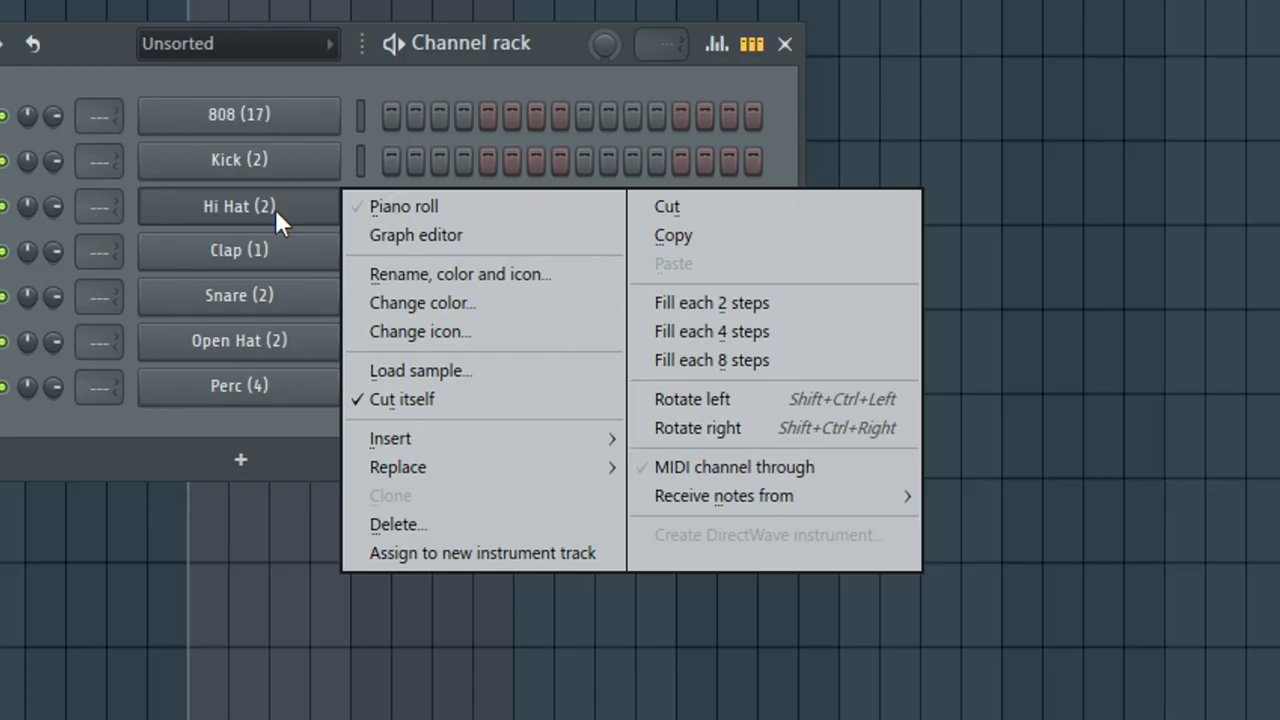 Unsorted
Channel rack
808 (17)
Kick (2)
Hi Hat (2)
Clap (1)
Snare (2)
Open Hat (2)
Perc (4)
+
Piano roll
Graph editor
Rename, color and icon...
Change color...
Change icon...
Load sample...
Cut itself
Insert
Replace
Clone
Delete...
Assign to new instrument track
Cut
Copy
Paste
Fill each 2 steps
Fill each 4 steps
Fill each 8 steps
Rotate left Shift+Ctrl+Left
Rotate right Shift+Ctrl+Right
MIDI channel through
Receive notes from
Create DirectWave instrument...